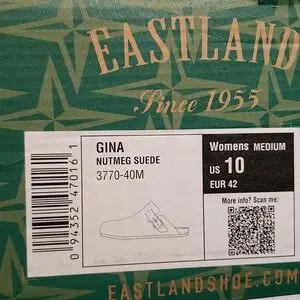 EASTLAND
Since 1955
GINA
NUTMEG SUEDE
3770-40M
Womens MEDIUM
US 10
EUR 42
More info? Scan me:
0 94352 47016 1
EASTLANDSHOE.COM